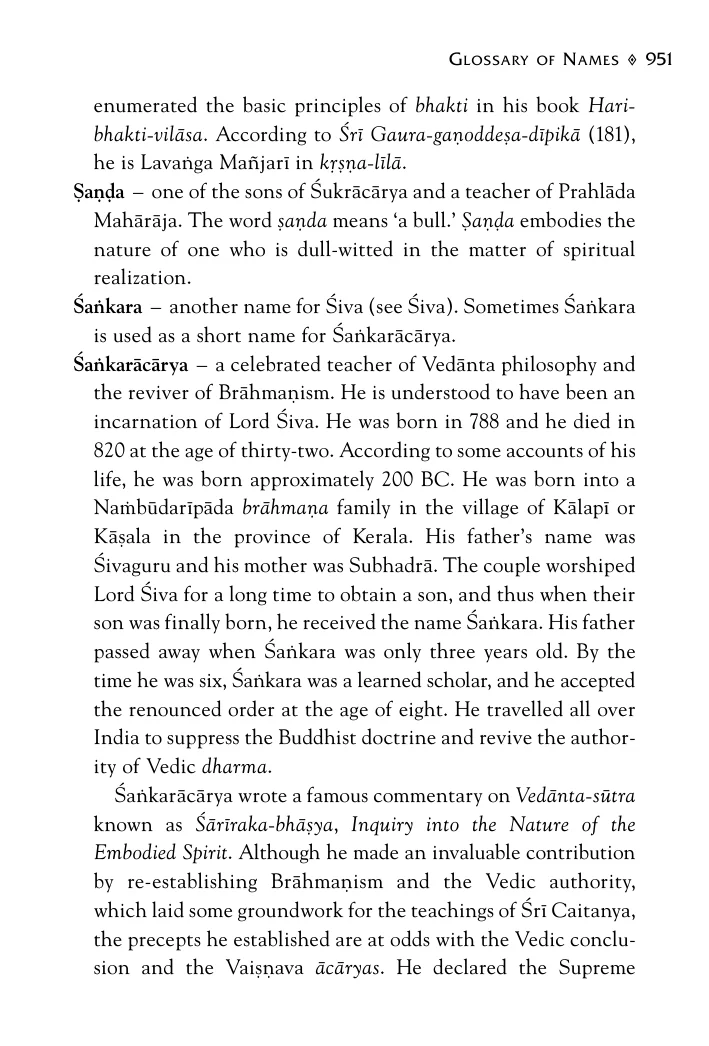 Glossary of Names ◊ 951
enumerated the basic principles of bhakti in his book Hari-
bhakti-vilāsa. According to Śrī Gaura-gaṇoddeṣa-dīpikā (181),
he is Lavaṅga Mañjarī in kṛṣṇa-līlā.
Ṣaṇḍa – one of the sons of Śukrācārya and a teacher of Prahlāda
Mahārāja. The word ṣaṇda means ‘a bull.’ Ṣaṇḍa embodies the
nature of one who is dull-witted in the matter of spiritual
realization.
Śaṅkara – another name for Śiva (see Śiva). Sometimes Śaṅkara
is used as a short name for Śaṅkarācārya.
Śaṅkarācārya – a celebrated teacher of Vedānta philosophy and
the reviver of Brāhmaṇism. He is understood to have been an
incarnation of Lord Śiva. He was born in 788 and he died in
820 at the age of thirty-two. According to some accounts of his
life, he was born approximately 200 BC. He was born into a
Naṁbūdarīpāda brāhmaṇa family in the village of Kālapī or
Kāṣala in the province of Kerala. His father’s name was
Śivaguru and his mother was Subhadrā. The couple worshiped
Lord Śiva for a long time to obtain a son, and thus when their
son was finally born, he received the name Śaṅkara. His father
passed away when Śaṅkara was only three years old. By the
time he was six, Śaṅkara was a learned scholar, and he accepted
the renounced order at the age of eight. He travelled all over
India to suppress the Buddhist doctrine and revive the author-
ity of Vedic dharma.
Śaṅkarācārya wrote a famous commentary on Vedānta-sūtra
known as Śārīraka-bhāṣya, Inquiry into the Nature of the
Embodied Spirit. Although he made an invaluable contribution
by re-establishing Brāhmaṇism and the Vedic authority,
which laid some groundwork for the teachings of Śrī Caitanya,
the precepts he established are at odds with the Vedic conclu-
sion and the Vaiṣṇava ācāryas. He declared the Supreme